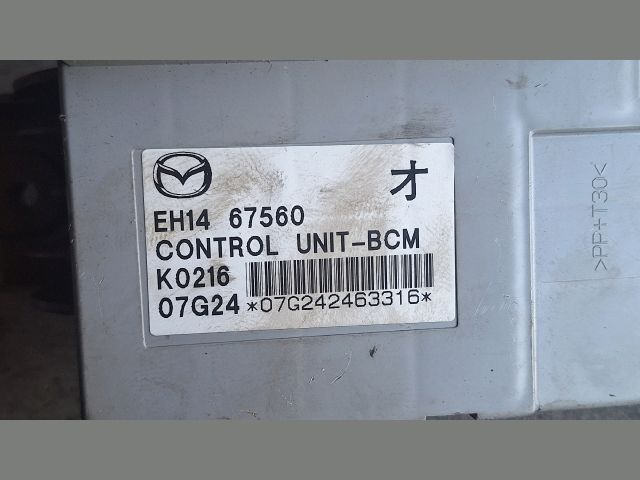 オ
EH14 67560
CONTROL UNIT-BCM
K0216
07G24 *07G242463316*
>PP+T30<